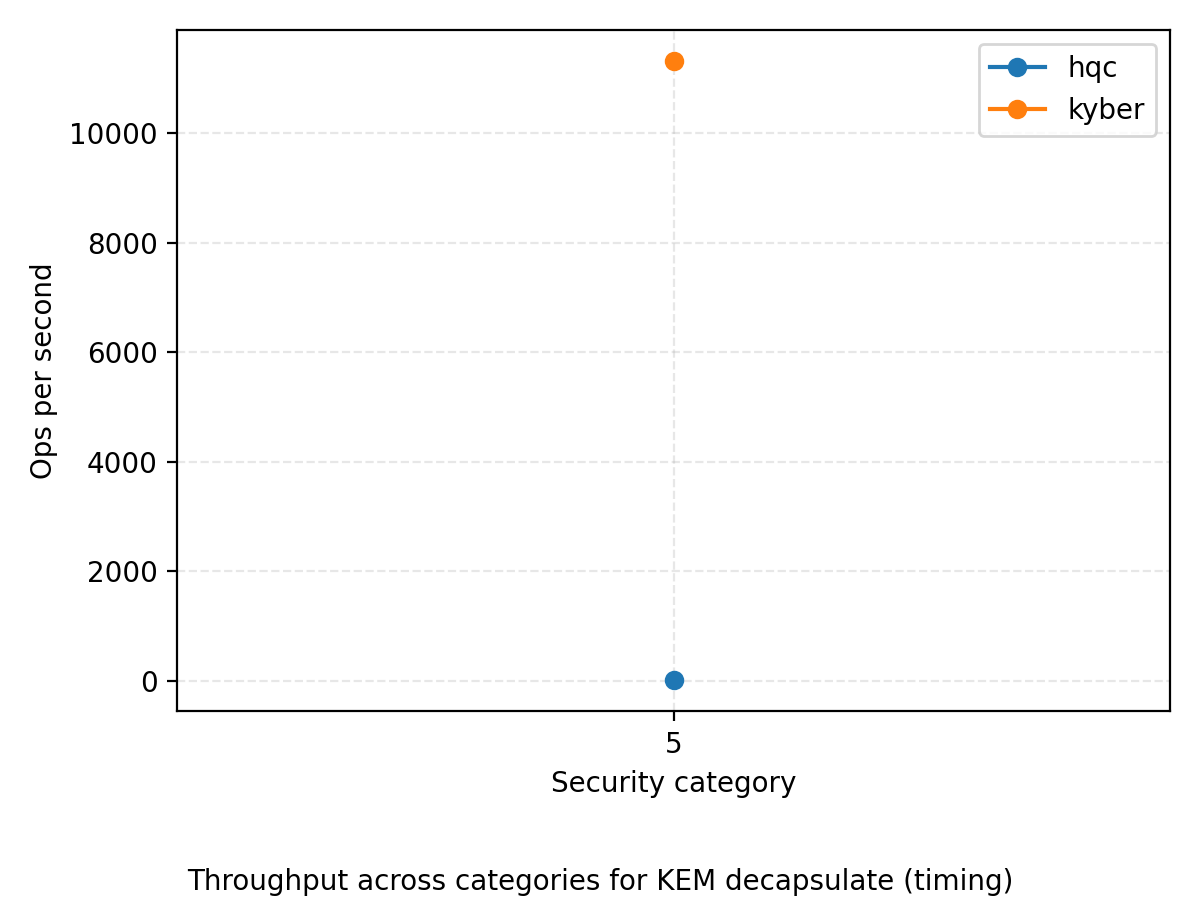 hqc
kyber
10000
8000
6000
4000
2000
0
Ops per second
5
Security category
Throughput across categories for KEM decapsulate (timing)